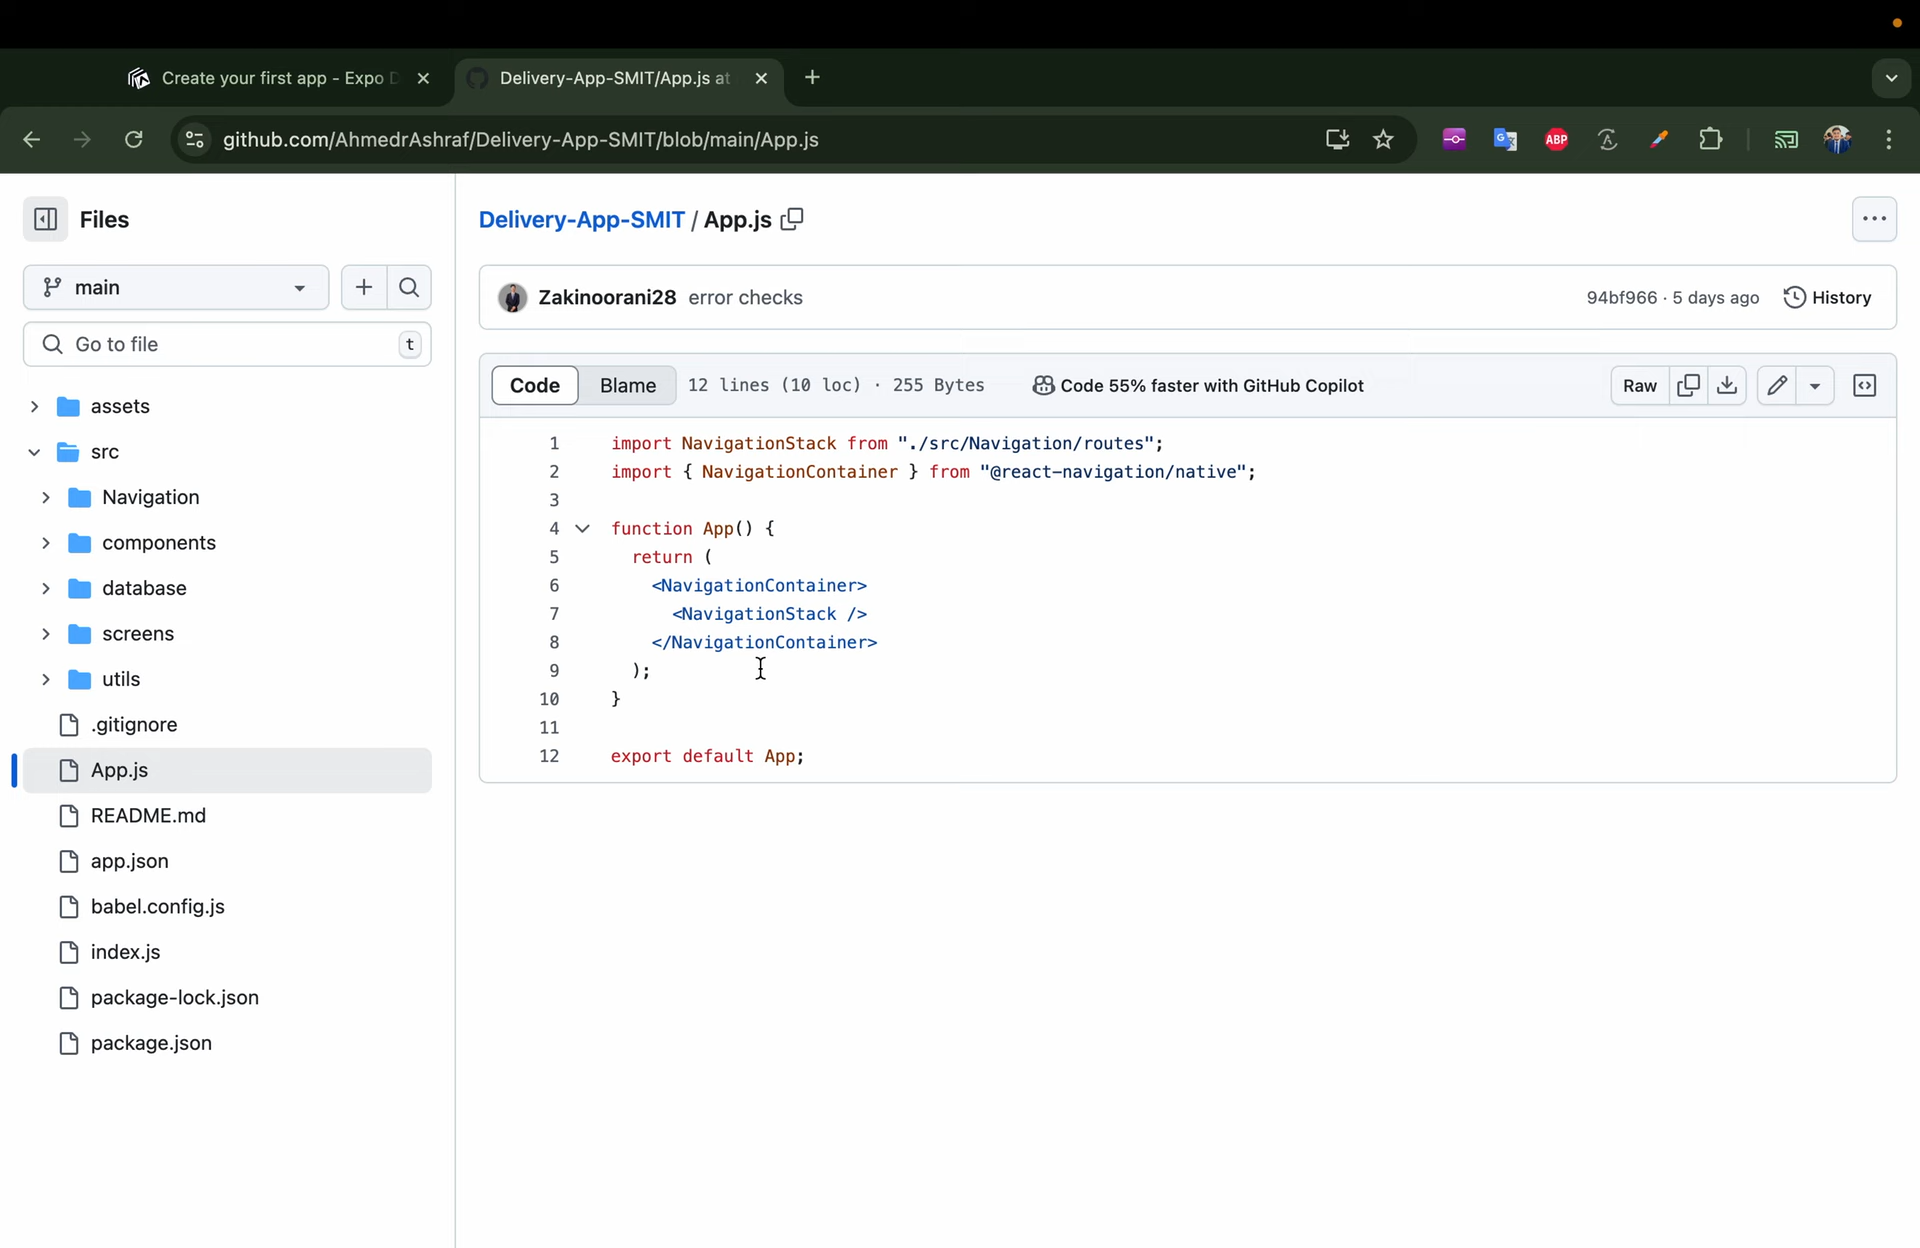 Create your first app - Expo D
Delivery-App-SMIT/App.js at
github.com/AhmedrAshraf/Delivery-App-SMIT/blob/main/App.js
ABP
Files
main
Go to file
t
assets
src
Navigation
components
database
screens
utils
.gitignore
App.js
README.md
app.json
babel.config.js
index.js
package-lock.json
package.json
Delivery-App-SMIT / App.js
Zakinoorani28 error checks
94bf966 · 5 days ago
History
Code
Blame
12 lines (10 loc) · 255 Bytes
Code 55% faster with GitHub Copilot
Raw
1 import NavigationStack from "./src/Navigation/routes";
2 import { NavigationContainer } from "@react-navigation/native";
3
4 function App() {
5 return (
6 <NavigationContainer>
7 <NavigationStack />
8 </NavigationContainer>
9 );
10 }
11
12 export default App;